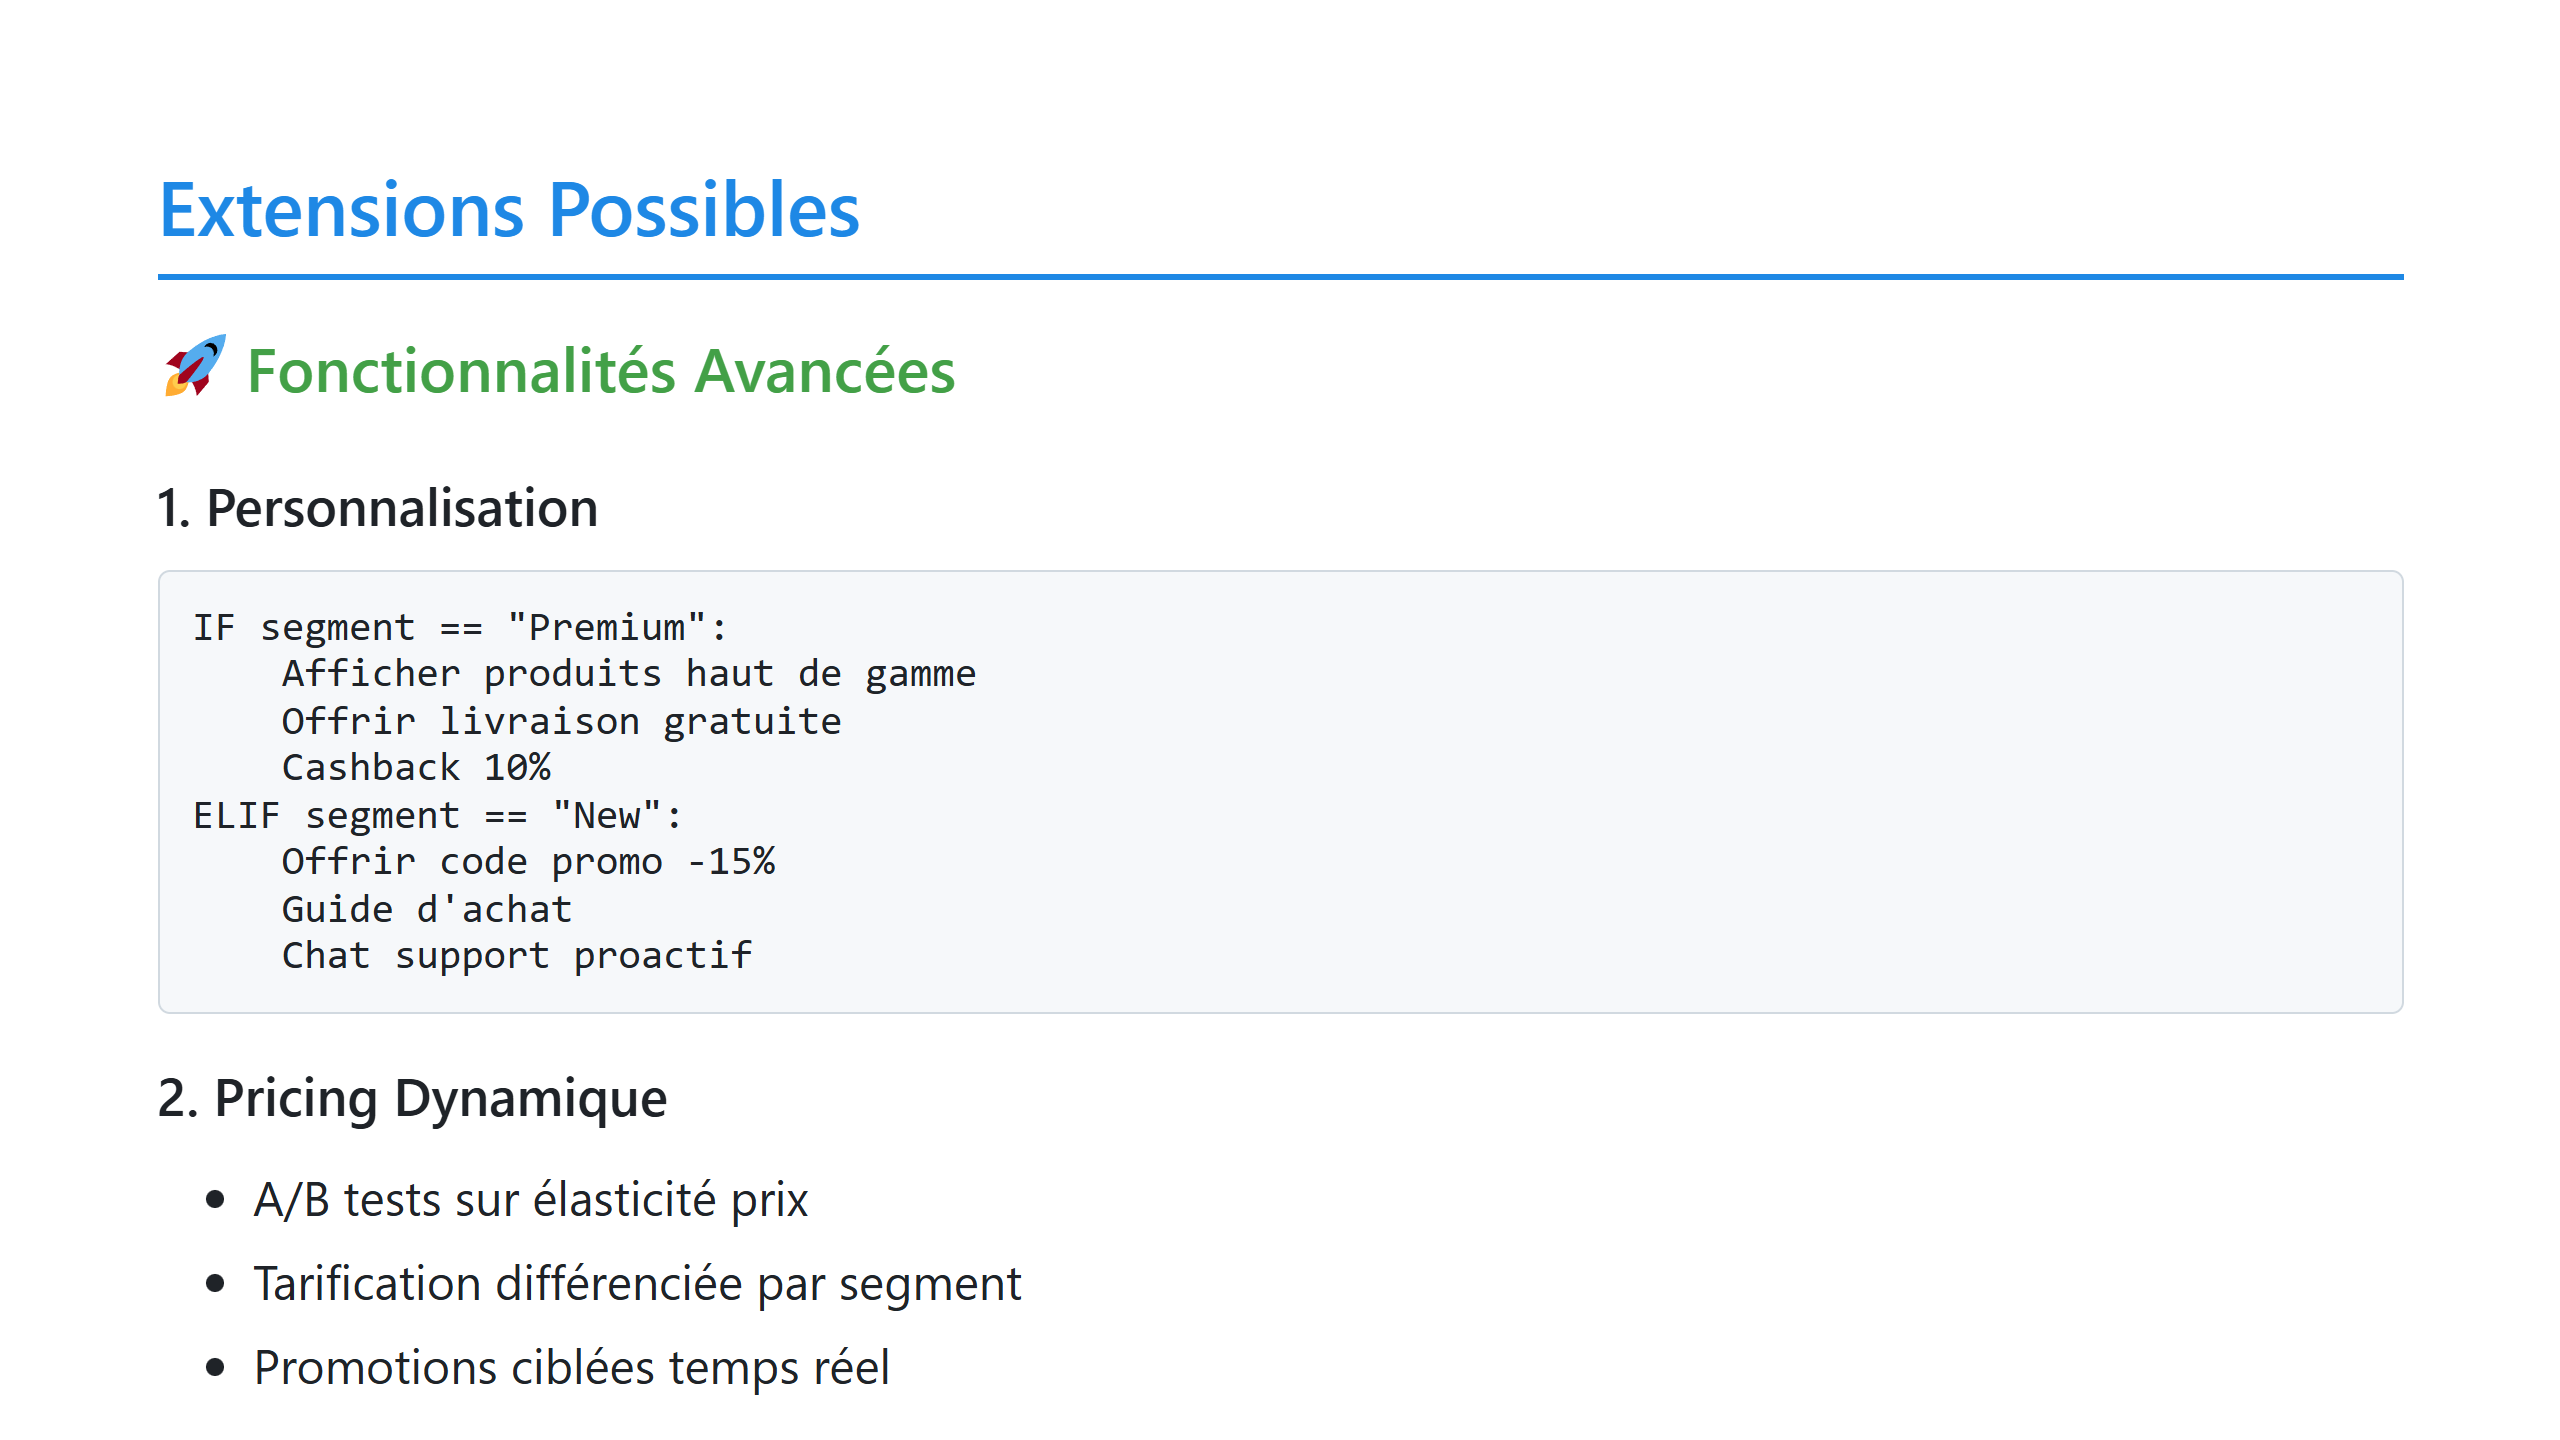 Extensions Possibles
🚀 Fonctionnalités Avancées
1. Personnalisation
IF segment == "Premium":
    Afficher produits haut de gamme
    Offrir livraison gratuite
    Cashback 10%
ELIF segment == "New":
    Offrir code promo -15%
    Guide d'achat
    Chat support proactif
2. Pricing Dynamique
• A/B tests sur élasticité prix
• Tarification différenciée par segment
• Promotions ciblées temps réel